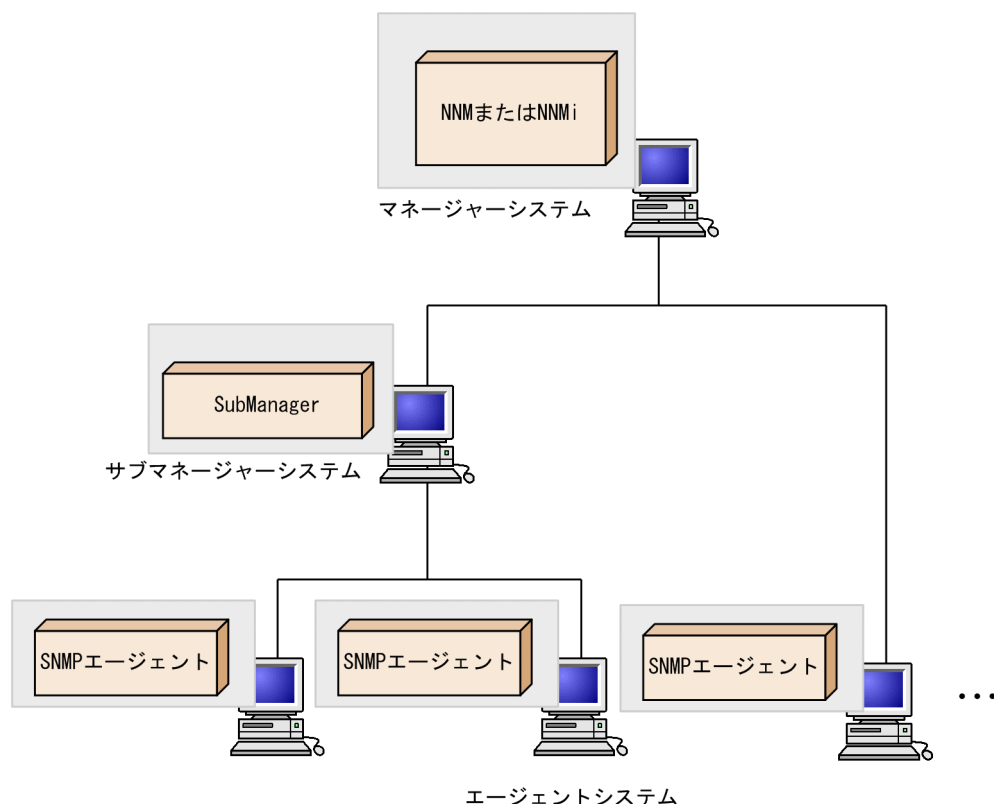 NNMまたはNNMi
マネージャーシステム
SubManager
サブマネージャーシステム
SNMPエージェント
SNMPエージェント
SNMPエージェント
…
エージェントシステム